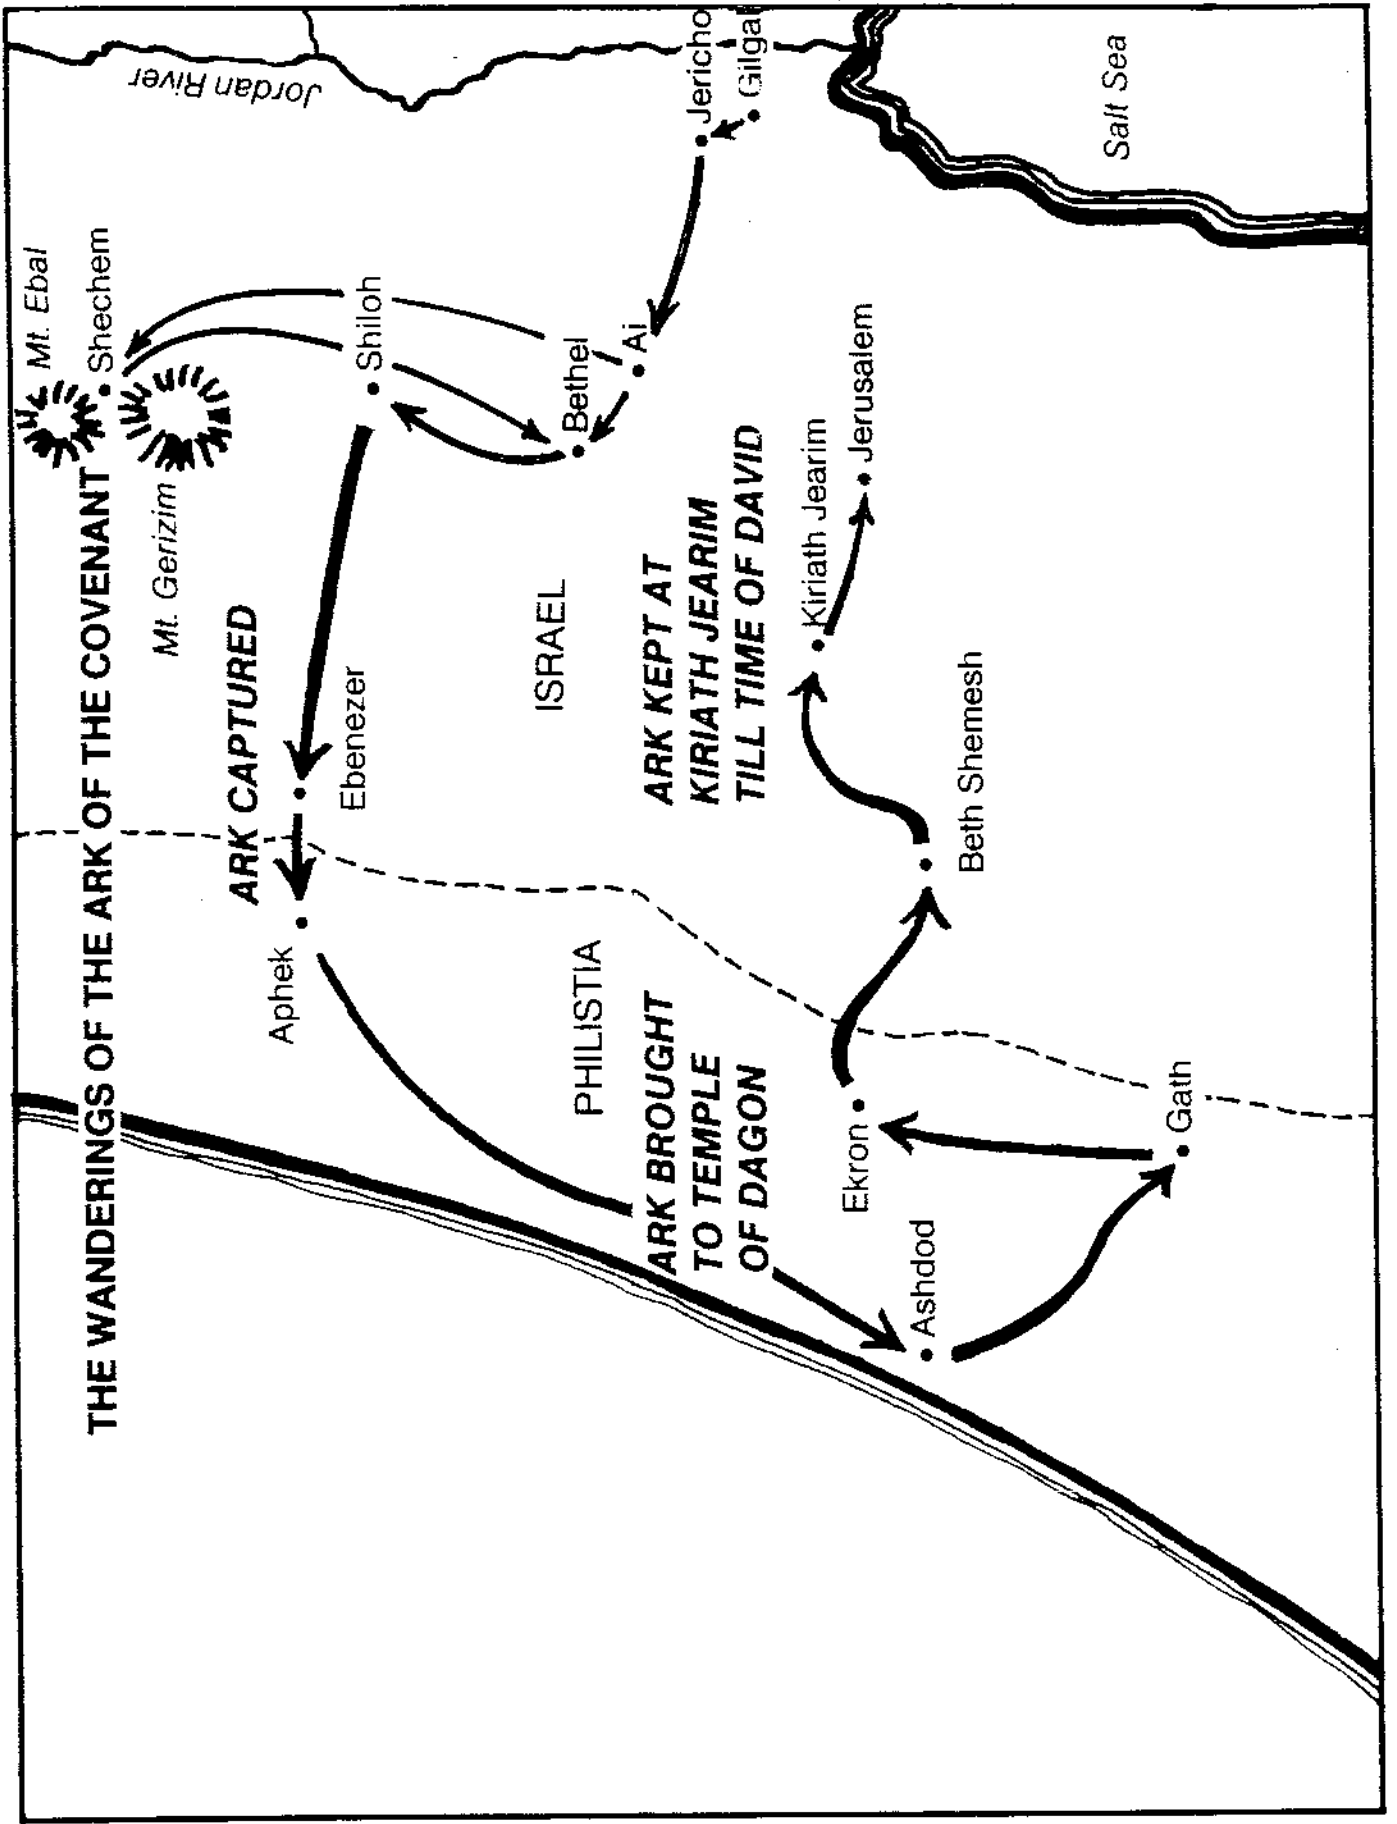 THE WANDERINGS OF THE ARK OF THE COVENANT
Mt. Ebal
Shechem
Mt. Gerizim
Jordan River
ARK CAPTURED
Aphek
Ebenezer
Shiloh
ISRAEL
Bethel
PHILISTIA
Ai
ARK BROUGHT
TO TEMPLE
OF DAGON
ARK KEPT AT
KIRIATH JEARIM
TILL TIME OF DAVID
Jericho
Gilgal
Kiriath Jearim
Jerusalem
Ekron
Ashdod
Beth Shemesh
Salt Sea
Gath